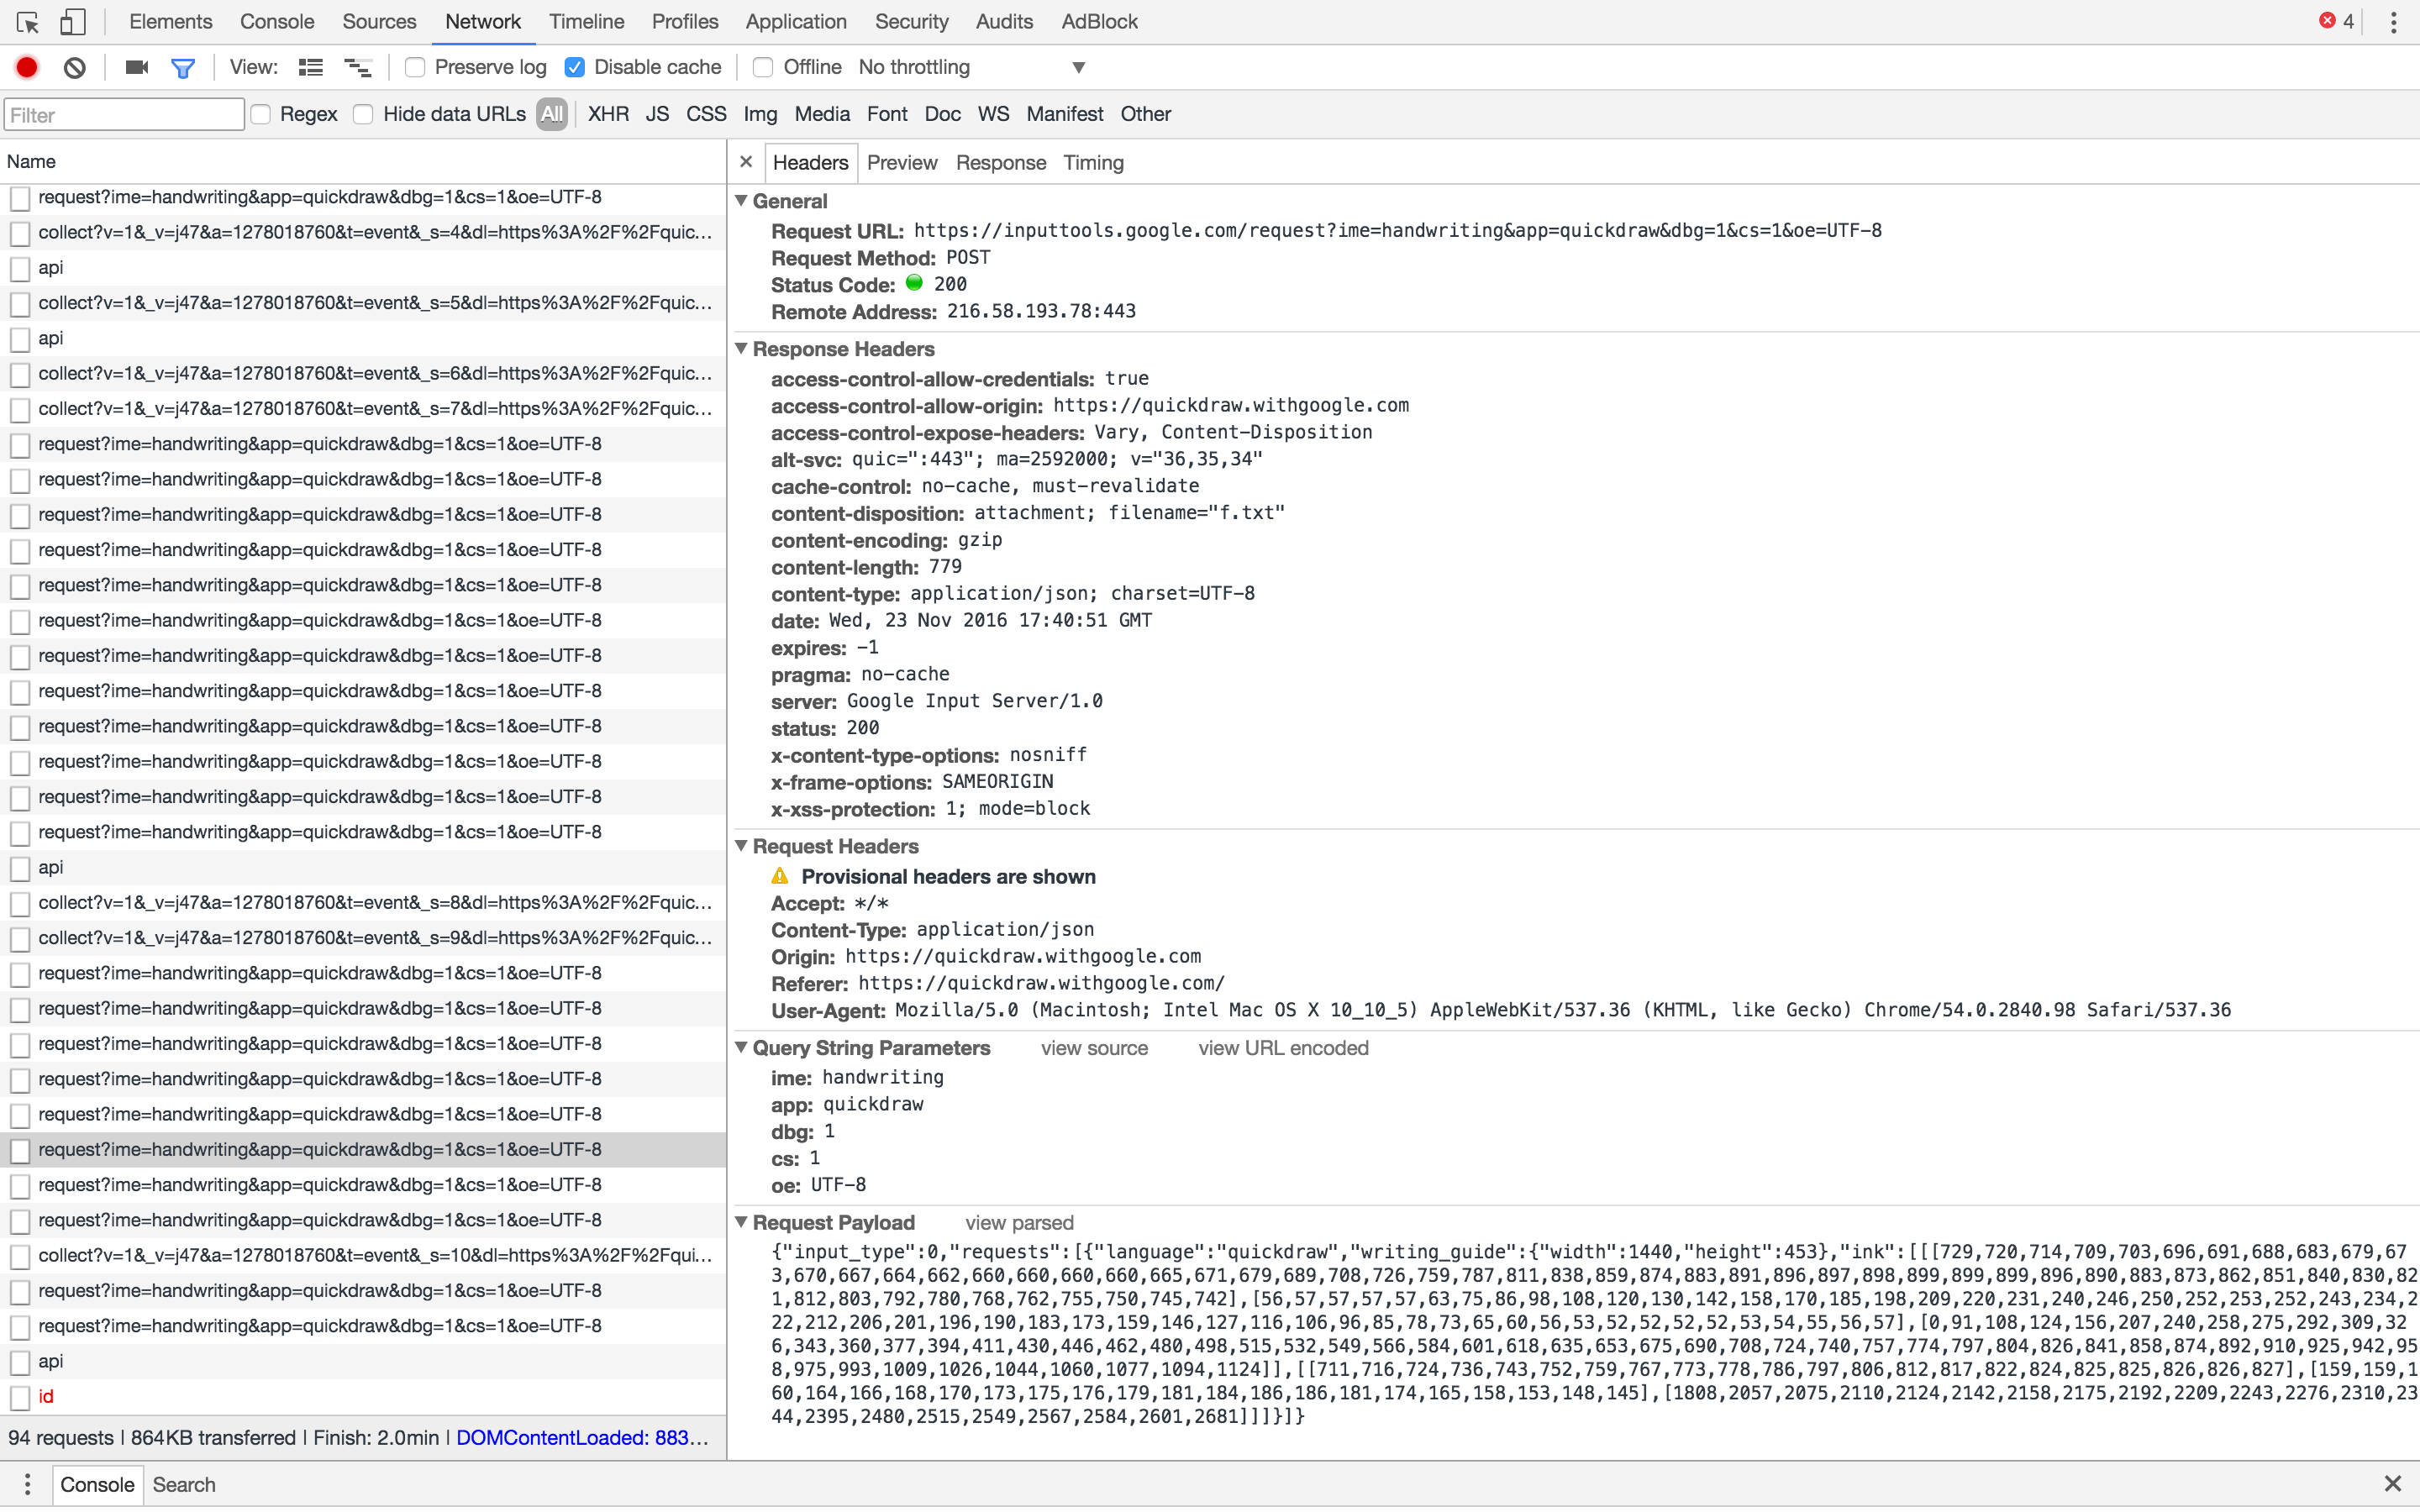 Elements Console Sources Network Timeline Profiles Application Security Audits AdBlock 4
View: Preserve log Disable cache Offline No throttling
Filter Regex Hide data URLs All XHR JS CSS Img Media Font Doc WS Manifest Other
Name
request?ime=handwriting&app=quickdraw&dbg=1&cs=1&oe=UTF-8
collect?v=1&_v=j47&a=1278018760&t=event&_s=4&dl=https%3A%2F%2Fquic...
api
collect?v=1&_v=j47&a=1278018760&t=event&_s=5&dl=https%3A%2F%2Fquic...
api
collect?v=1&_v=j47&a=1278018760&t=event&_s=6&dl=https%3A%2F%2Fquic...
collect?v=1&_v=j47&a=1278018760&t=event&_s=7&dl=https%3A%2F%2Fquic...
request?ime=handwriting&app=quickdraw&dbg=1&cs=1&oe=UTF-8
request?ime=handwriting&app=quickdraw&dbg=1&cs=1&oe=UTF-8
request?ime=handwriting&app=quickdraw&dbg=1&cs=1&oe=UTF-8
request?ime=handwriting&app=quickdraw&dbg=1&cs=1&oe=UTF-8
request?ime=handwriting&app=quickdraw&dbg=1&cs=1&oe=UTF-8
request?ime=handwriting&app=quickdraw&dbg=1&cs=1&oe=UTF-8
request?ime=handwriting&app=quickdraw&dbg=1&cs=1&oe=UTF-8
request?ime=handwriting&app=quickdraw&dbg=1&cs=1&oe=UTF-8
request?ime=handwriting&app=quickdraw&dbg=1&cs=1&oe=UTF-8
request?ime=handwriting&app=quickdraw&dbg=1&cs=1&oe=UTF-8
request?ime=handwriting&app=quickdraw&dbg=1&cs=1&oe=UTF-8
request?ime=handwriting&app=quickdraw&dbg=1&cs=1&oe=UTF-8
api
collect?v=1&_v=j47&a=1278018760&t=event&_s=8&dl=https%3A%2F%2Fquic...
collect?v=1&_v=j47&a=1278018760&t=event&_s=9&dl=https%3A%2F%2Fquic...
request?ime=handwriting&app=quickdraw&dbg=1&cs=1&oe=UTF-8
request?ime=handwriting&app=quickdraw&dbg=1&cs=1&oe=UTF-8
request?ime=handwriting&app=quickdraw&dbg=1&cs=1&oe=UTF-8
request?ime=handwriting&app=quickdraw&dbg=1&cs=1&oe=UTF-8
request?ime=handwriting&app=quickdraw&dbg=1&cs=1&oe=UTF-8
request?ime=handwriting&app=quickdraw&dbg=1&cs=1&oe=UTF-8
request?ime=handwriting&app=quickdraw&dbg=1&cs=1&oe=UTF-8
request?ime=handwriting&app=quickdraw&dbg=1&cs=1&oe=UTF-8
collect?v=1&_v=j47&a=1278018760&t=event&_s=10&dl=https%3A%2F%2Fqui...
request?ime=handwriting&app=quickdraw&dbg=1&cs=1&oe=UTF-8
request?ime=handwriting&app=quickdraw&dbg=1&cs=1&oe=UTF-8
api
id
94 requests | 864KB transferred | Finish: 2.0min | DOMContentLoaded: 883...
Headers Preview Response Timing
General
Request URL: https://inputtools.google.com/request?ime=handwriting&app=quickdraw&dbg=1&cs=1&oe=UTF-8
Request Method: POST
Status Code: 200
Remote Address: 216.58.193.78:443
Response Headers
access-control-allow-credentials: true
access-control-allow-origin: https://quickdraw.withgoogle.com
access-control-expose-headers: Vary, Content-Disposition
alt-svc: quic=":443"; ma=2592000; v="36,35,34"
cache-control: no-cache, must-revalidate
content-disposition: attachment; filename="f.txt"
content-encoding: gzip
content-length: 779
content-type: application/json; charset=UTF-8
date: Wed, 23 Nov 2016 17:40:51 GMT
expires: -1
pragma: no-cache
server: Google Input Server/1.0
status: 200
x-content-type-options: nosniff
x-frame-options: SAMEORIGIN
x-xss-protection: 1; mode=block
Request Headers
Provisional headers are shown
Accept: */*
Content-Type: application/json
Origin: https://quickdraw.withgoogle.com
Referer: https://quickdraw.withgoogle.com/
User-Agent: Mozilla/5.0 (Macintosh; Intel Mac OS X 10_10_5) AppleWebKit/537.36 (KHTML, like Gecko) Chrome/54.0.2840.98 Safari/537.36
Query String Parameters view source view URL encoded
ime: handwriting
app: quickdraw
dbg: 1
cs: 1
oe: UTF-8
Request Payload view parsed
{"input_type":0,"requests":[{"language":"quickdraw","writing_guide":{"width":1440,"height":453},"ink":[[[729,720,714,709,703,696,691,688,683,679,67
3,670,667,664,662,660,660,660,660,665,671,679,689,708,726,759,787,811,838,859,874,883,891,896,897,898,899,899,899,896,890,883,873,862,851,840,830,82
1,812,803,792,780,768,762,755,750,745,742],[56,57,57,57,57,63,75,86,98,108,120,130,142,158,170,185,198,209,220,231,240,246,250,252,253,252,243,234,2
22,212,206,201,196,190,183,173,159,146,127,116,106,96,85,78,73,65,60,56,53,52,52,52,52,53,54,55,56,57],[0,91,108,124,156,207,240,258,275,292,309,32
6,343,360,377,394,411,430,446,462,480,498,515,532,549,566,584,601,618,635,653,675,690,708,724,740,757,774,797,804,826,841,858,874,892,910,925,942,95
8,975,993,1009,1026,1044,1060,1077,1094,1124]],[[711,716,724,736,743,752,759,767,773,778,786,797,806,812,817,822,824,825,825,826,826,827],[159,159,1
60,164,166,168,170,173,175,176,179,181,184,186,186,181,174,165,158,153,148,145],[1808,2057,2075,2110,2124,2142,2158,2175,2192,2209,2243,2276,2310,23
44,2395,2480,2515,2549,2567,2584,2601,2681]]]}]}
Console Search